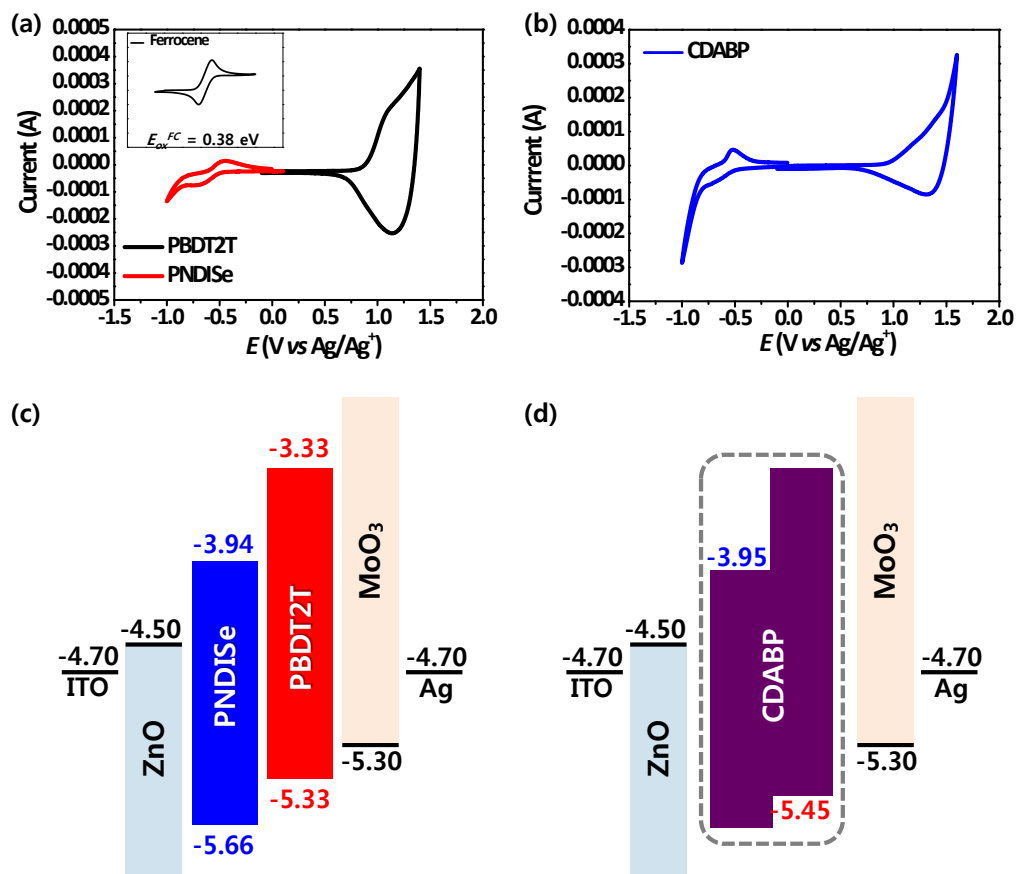 (a)
0.0005
0.0004
0.0003
0.0002
0.0001
0.0000
-0.0001
-0.0002
-0.0003
-0.0004
-0.0005
Current (A)
Ferrocene
E_ox^FC = 0.38 eV
PBDT2T
PNDISe
-1.5 -1.0 -0.5 0.0 0.5 1.0 1.5 2.0
E (V vs Ag/Ag⁺)
(b)
0.0004
0.0003
0.0002
0.0001
0.0000
-0.0001
-0.0002
-0.0003
-0.0004
Currrent (A)
CDABP
-1.5 -1.0 -0.5 0.0 0.5 1.0 1.5 2.0
E (V vs Ag/Ag⁺)
(c)
-4.70
ITO
-4.50
ZnO
-3.94
PNDISe
-5.66
-3.33
PBDT2T
-5.33
MoO₃
-5.30
-4.70
Ag
(d)
-4.70
ITO
-4.50
ZnO
-3.95
CDABP
-5.45
MoO₃
-5.30
-4.70
Ag